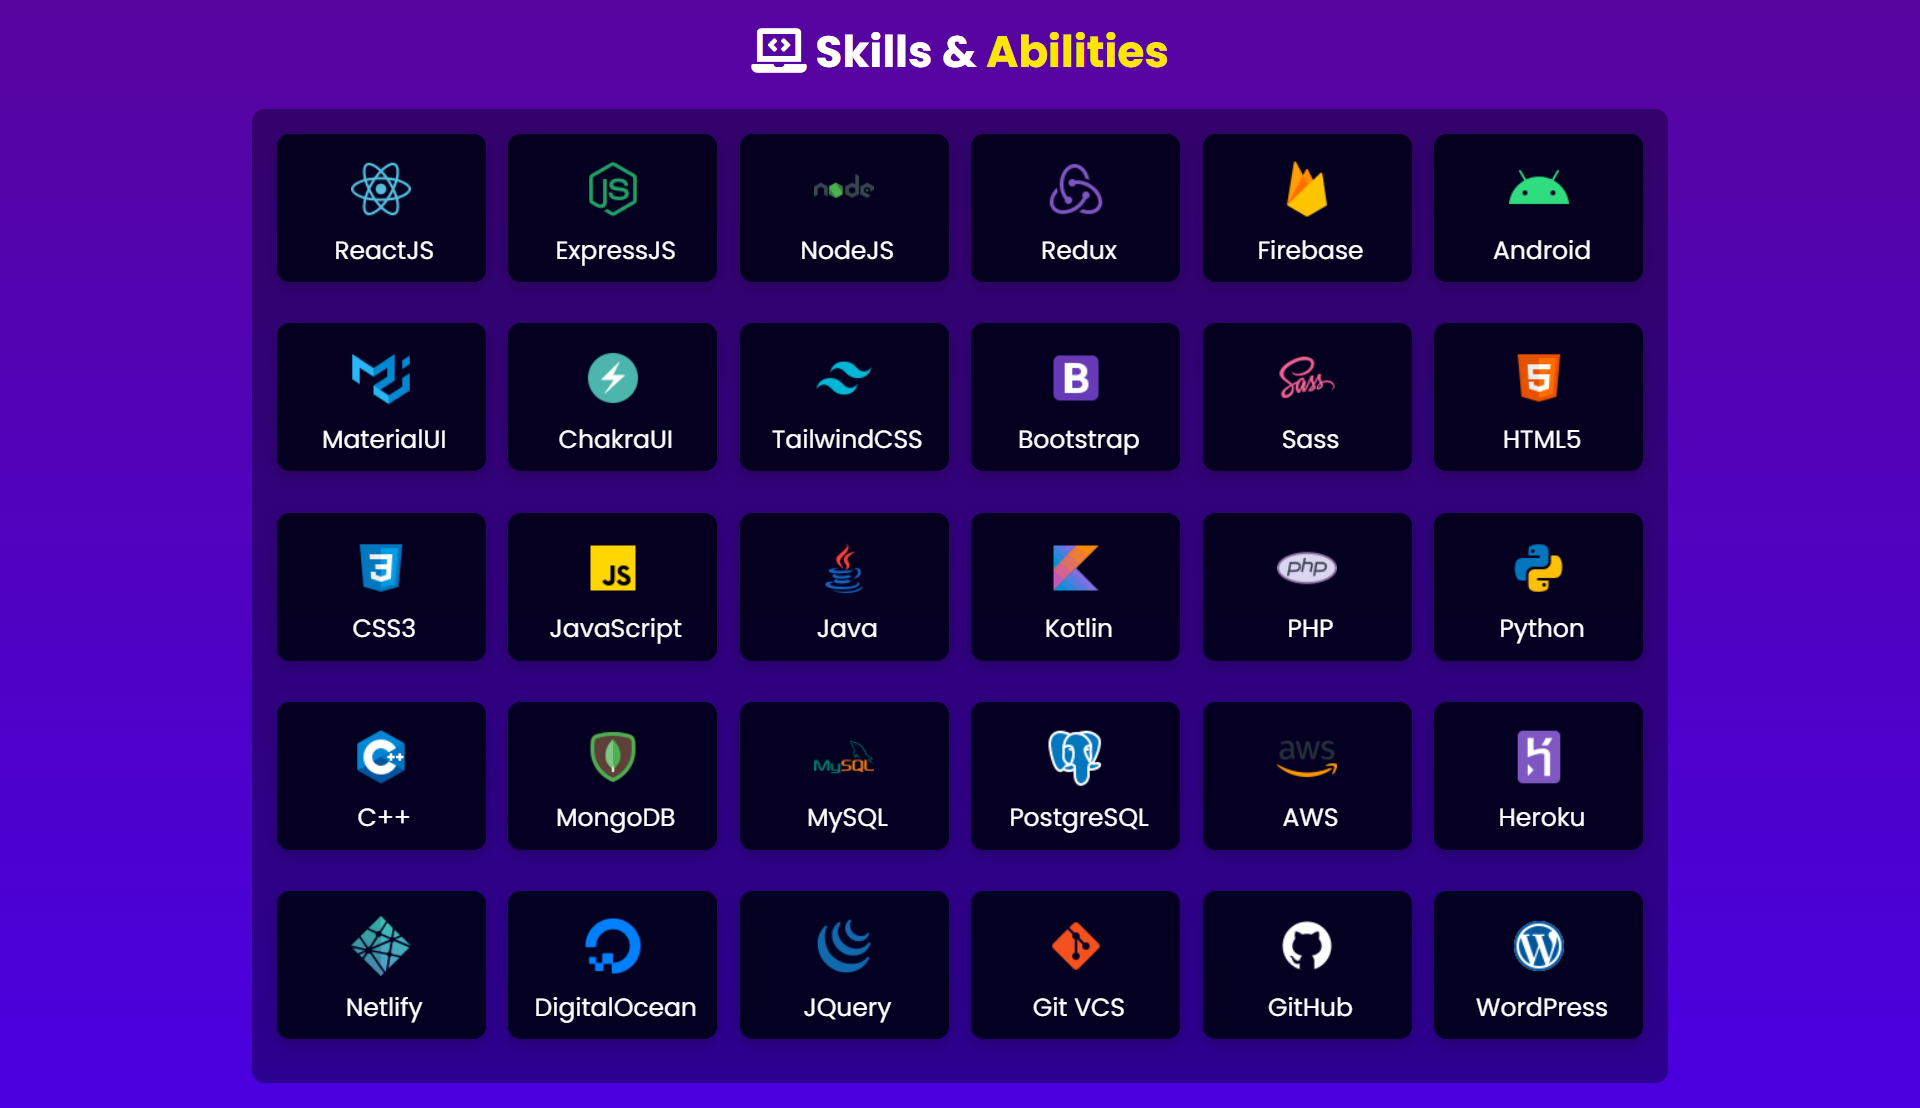 Skills & Abilities
JS
node
ReactJS ExpressJS NodeJS Redux Firebase Android
B Sass 5
MaterialUI ChakraUI TailwindCSS Bootstrap Sass HTML5
3 JS php
CSS3 JavaScript Java Kotlin PHP Python
C++ MySQL aws
C++ MongoDB MySQL PostgreSQL AWS Heroku
W
Netlify DigitalOcean JQuery Git VCS GitHub WordPress